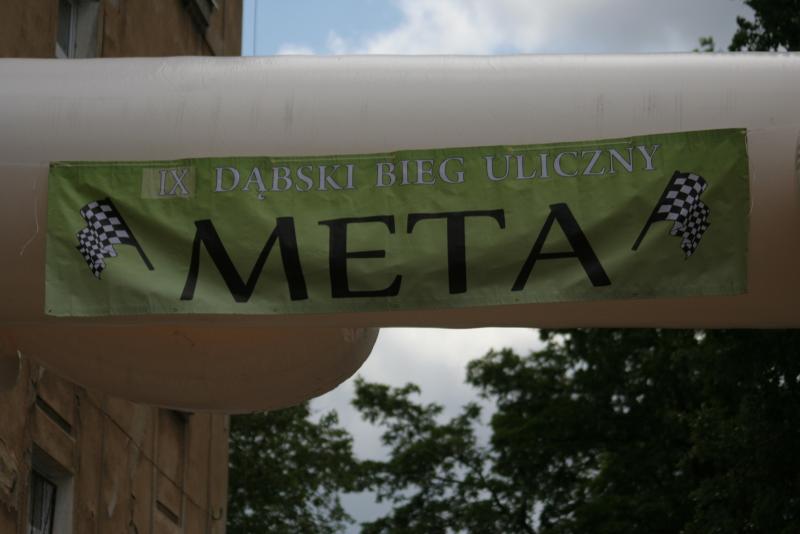 IX DĄBSKI BIEG ULICZNY
META